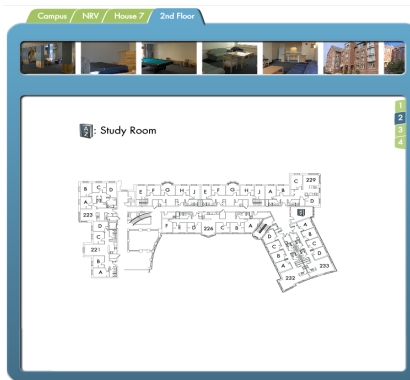 Campus / NRV / House 7 / 2nd Floor
1
2
3
4
A Z : Study Room
E F G H J E F G H J A B C 229
D
B C D
A
223
D
C
221
B
A
F E D 226 C B A
D
C
B
A
232
A
B
C
D
233